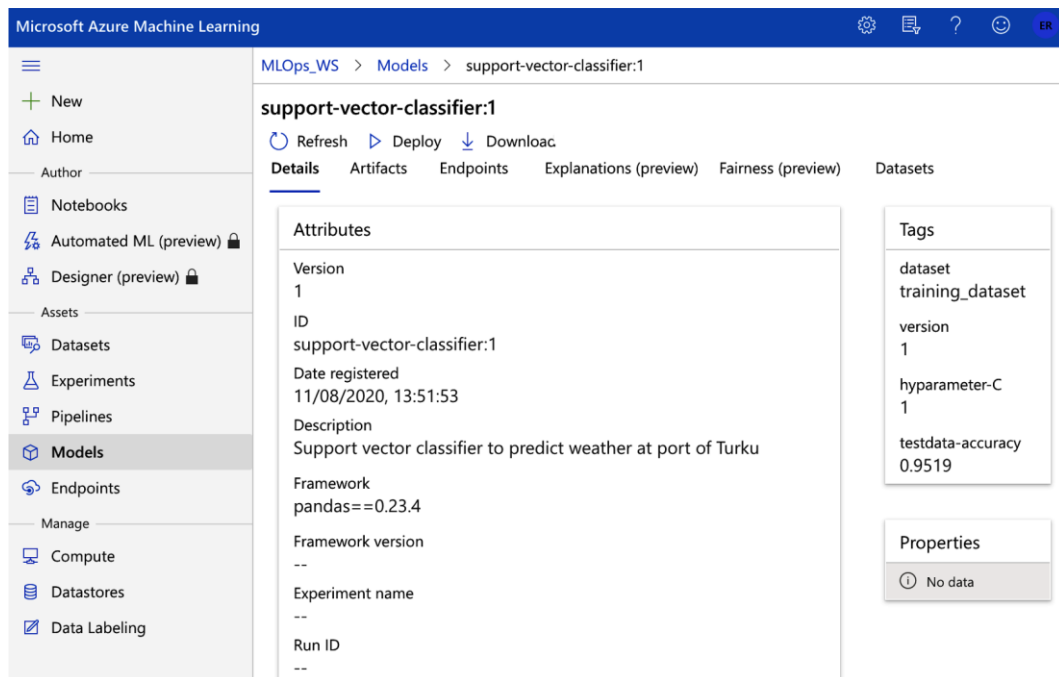 Microsoft Azure Machine Learning
ER
MLOps_WS > Models > support-vector-classifier:1
New
Home
Author
Notebooks
Automated ML (preview)
Designer (preview)
Assets
Datasets
Experiments
Pipelines
Models
Endpoints
Manage
Compute
Datastores
Data Labeling
support-vector-classifier:1
Refresh Deploy Downloac
Details Artifacts Endpoints Explanations (preview) Fairness (preview) Datasets
Attributes
Version
1
ID
support-vector-classifier:1
Date registered
11/08/2020, 13:51:53
Description
Support vector classifier to predict weather at port of Turku
Framework
pandas==0.23.4
Framework version
--
Experiment name
--
Run ID
--
Tags
dataset
training_dataset
version
1
hyparameter-C
1
testdata-accuracy
0.9519
Properties
No data